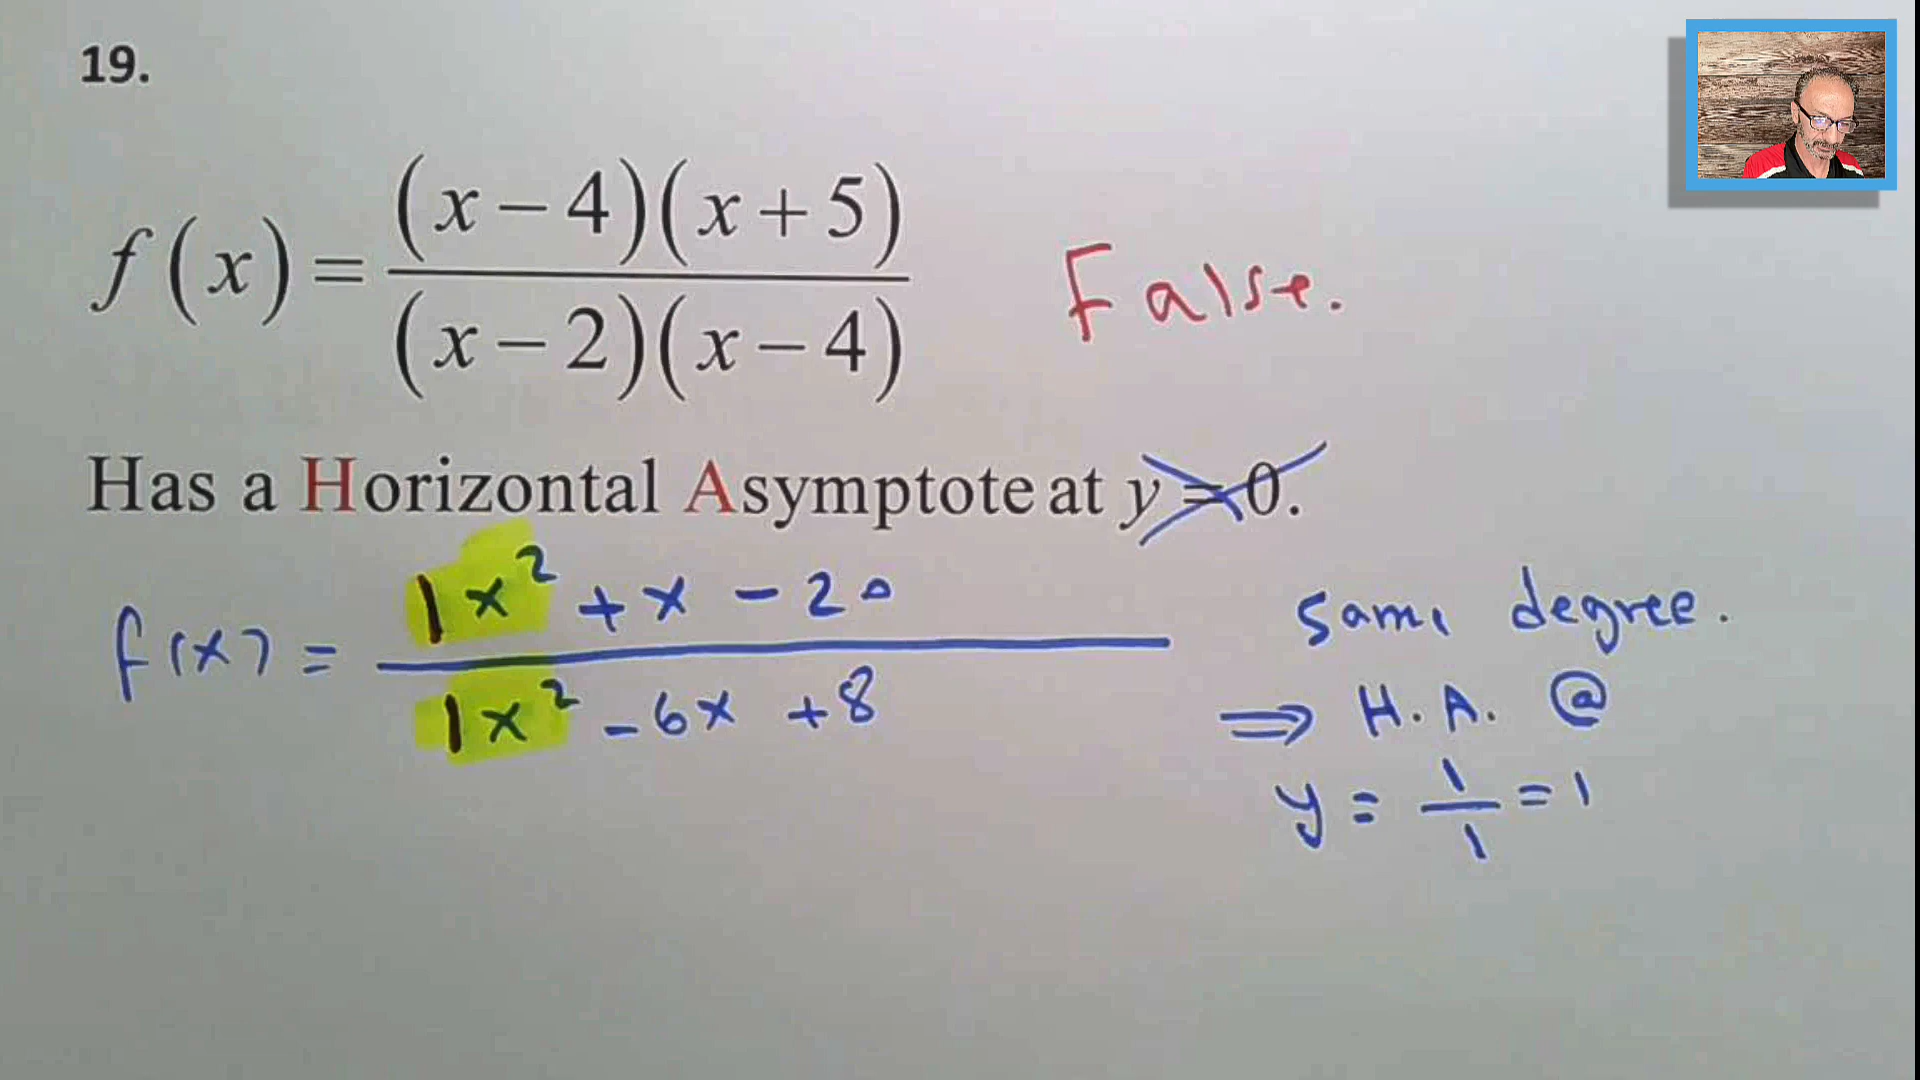 19.
f(x) = (x − 4)(x + 5) / (x − 2)(x − 4)
False.
Has a Horizontal Asymptote at y = 0.
f(x) = 1x² + x − 20 / 1x² − 6x + 8
same degree.
⇒ H.A. @
y = 1/1 = 1